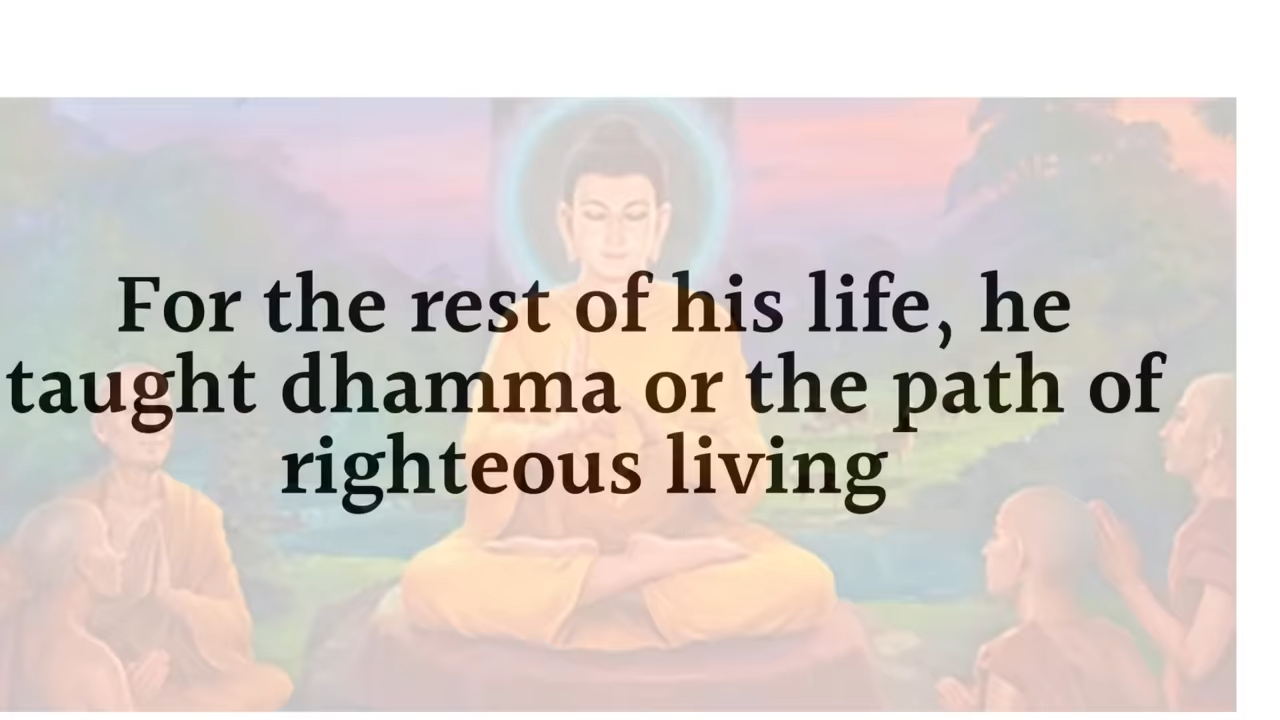 For the rest of his life, he
taught dhamma or the path of
righteous living